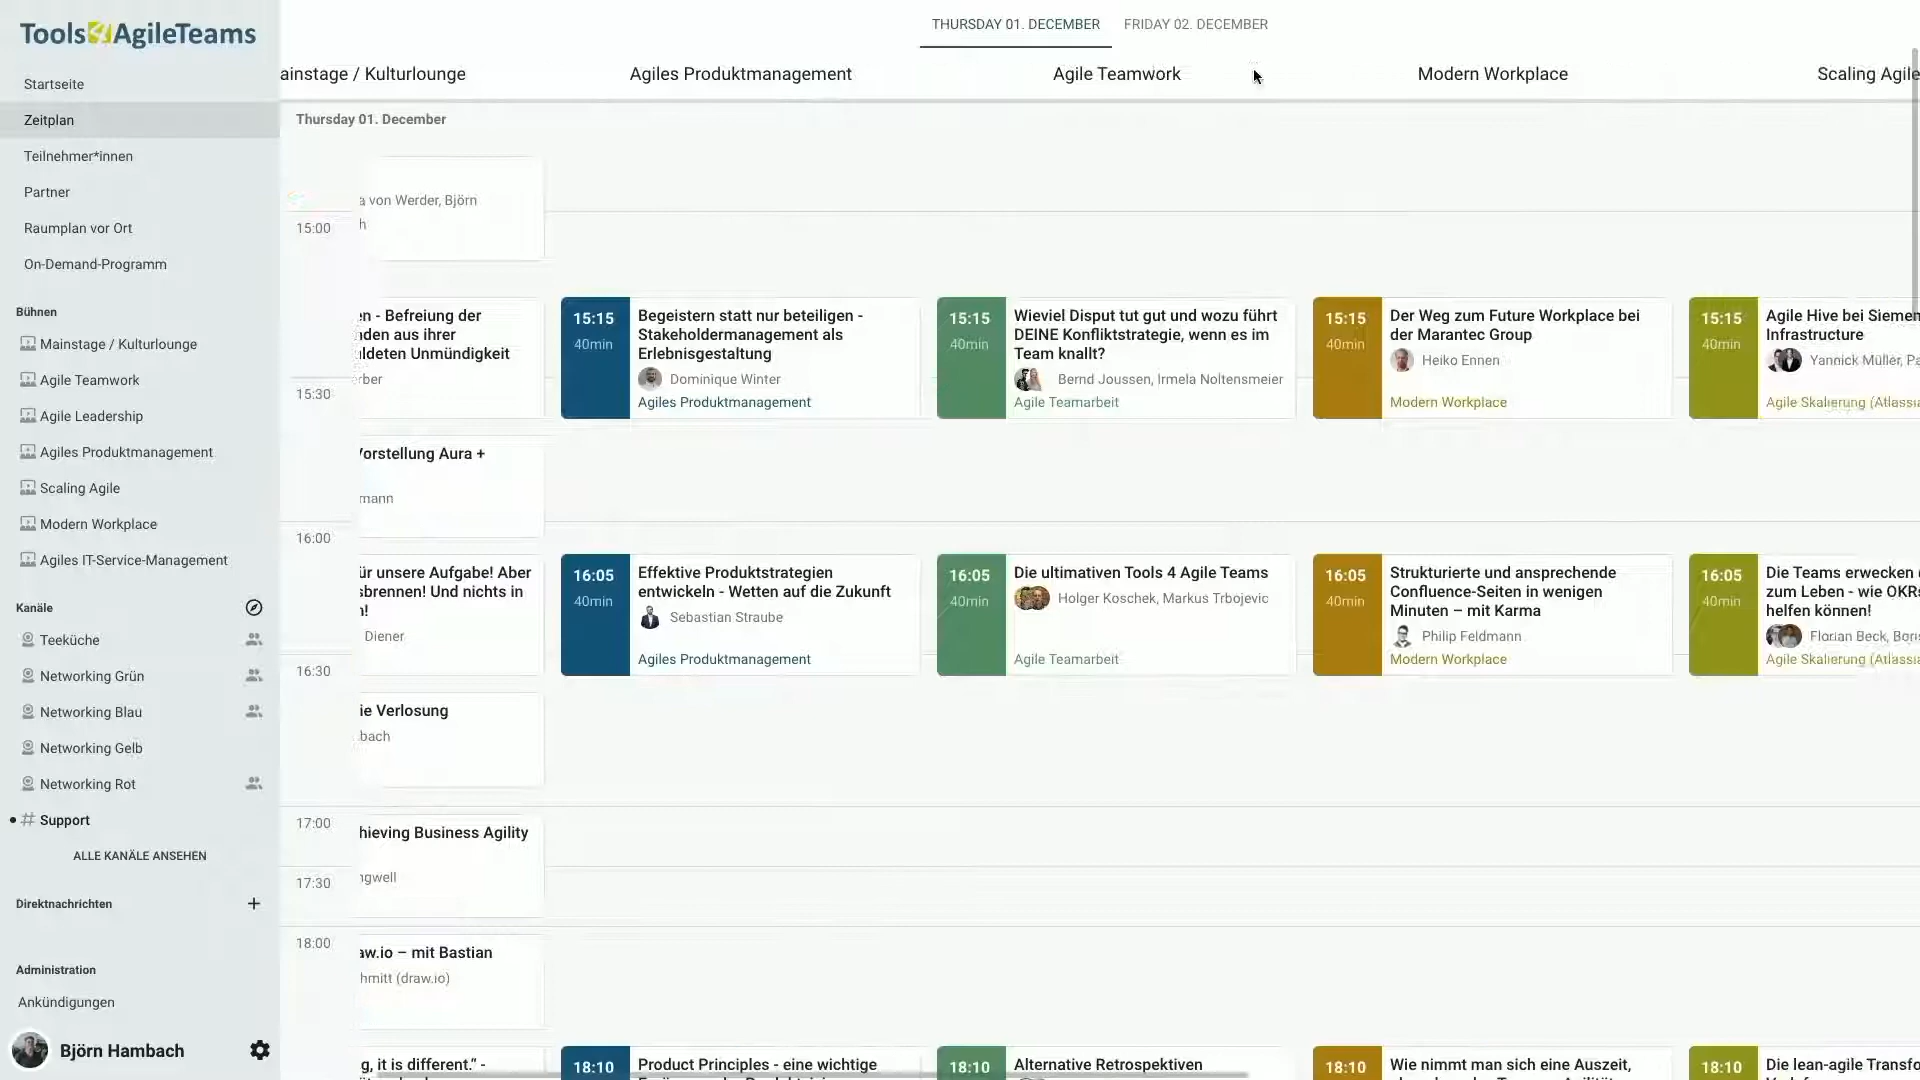 Tools4AgileTeams
Startseite
Zeitplan
Teilnehmer*innen
Partner
Raumplan vor Ort
On-Demand-Programm
Bühnen
Mainstage / Kulturlounge
Agile Teamwork
Agile Leadership
Agiles Produktmanagement
Scaling Agile
Modern Workplace
Agiles IT-Service-Management
Kanäle
Teeküche
Networking Grün
Networking Blau
Networking Gelb
Networking Rot
# Support
ALLE KANÄLE ANSEHEN
Direktnachrichten
Administration
Ankündigungen
Björn Hambach
THURSDAY 01. DECEMBER
FRIDAY 02. DECEMBER
ainstage / Kulturlounge
Agiles Produktmanagement
Agile Teamwork
Modern Workplace
Scaling Agile
Thursday 01. December
a von Werder, Björn
h
15:00
en - Befreiung der
nden aus ihrer
uldeten Unmündigkeit
rber
15:15
40min
Begeistern statt nur beteiligen -
Stakeholdermanagement als
Erlebnisgestaltung
Dominique Winter
Agiles Produktmanagement
15:15
40min
Wieviel Disput tut gut und wozu führt
DEINE Konfliktstrategie, wenn es im
Team knallt?
Bernd Joussen, Irmela Noltensmeier
Agile Teamarbeit
15:15
40min
Der Weg zum Future Workplace bei
der Marantec Group
Heiko Ennen
Modern Workplace
15:15
40min
Agile Hive bei Siemen
Infrastructure
Yannick Müller, Pa
Agile Skalierung (Atlassia
15:30
Vorstellung Aura +
mann
16:00
ür unsere Aufgabe! Aber
sbrennen! Und nichts in
n!
Diener
16:05
40min
Effektive Produktstrategien
entwickeln - Wetten auf die Zukunft
Sebastian Straube
Agiles Produktmanagement
16:05
40min
Die ultimativen Tools 4 Agile Teams
Holger Koschek, Markus Trbojevic
Agile Teamarbeit
16:05
40min
Strukturierte und ansprechende
Confluence-Seiten in wenigen
Minuten – mit Karma
Philip Feldmann
Modern Workplace
16:05
40min
Die Teams erwecken
zum Leben - wie OKRs
helfen können!
Florian Beck, Boris
Agile Skalierung (Atlassia
16:30
ie Verlosung
bach
17:00
hieving Business Agility
ngwell
17:30
18:00
aw.io – mit Bastian
hmitt (draw.io)
g, it is different.“ -
18:10
Product Principles - eine wichtige
18:10
Alternative Retrospektiven
18:10
Wie nimmt man sich eine Auszeit,
18:10
Die lean-agile Transfo